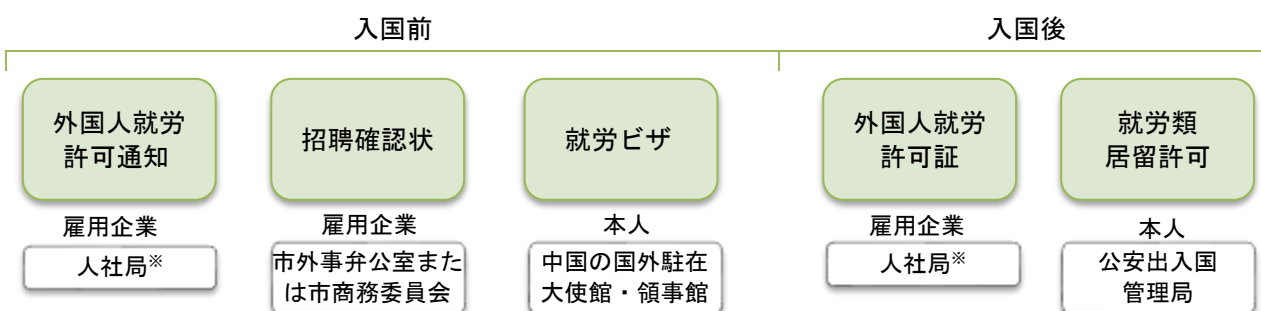 入国前
入国後
外国人就労
許可通知
招聘確認状
就労ビザ
外国人就労
許可証
就労類
居留許可
雇用企業
雇用企業
本人
雇用企業
本人
人社局※
市外事弁公室また
は市商務委員会
中国の国外駐在
大使館・領事館
人社局※
公安出入国
管理局